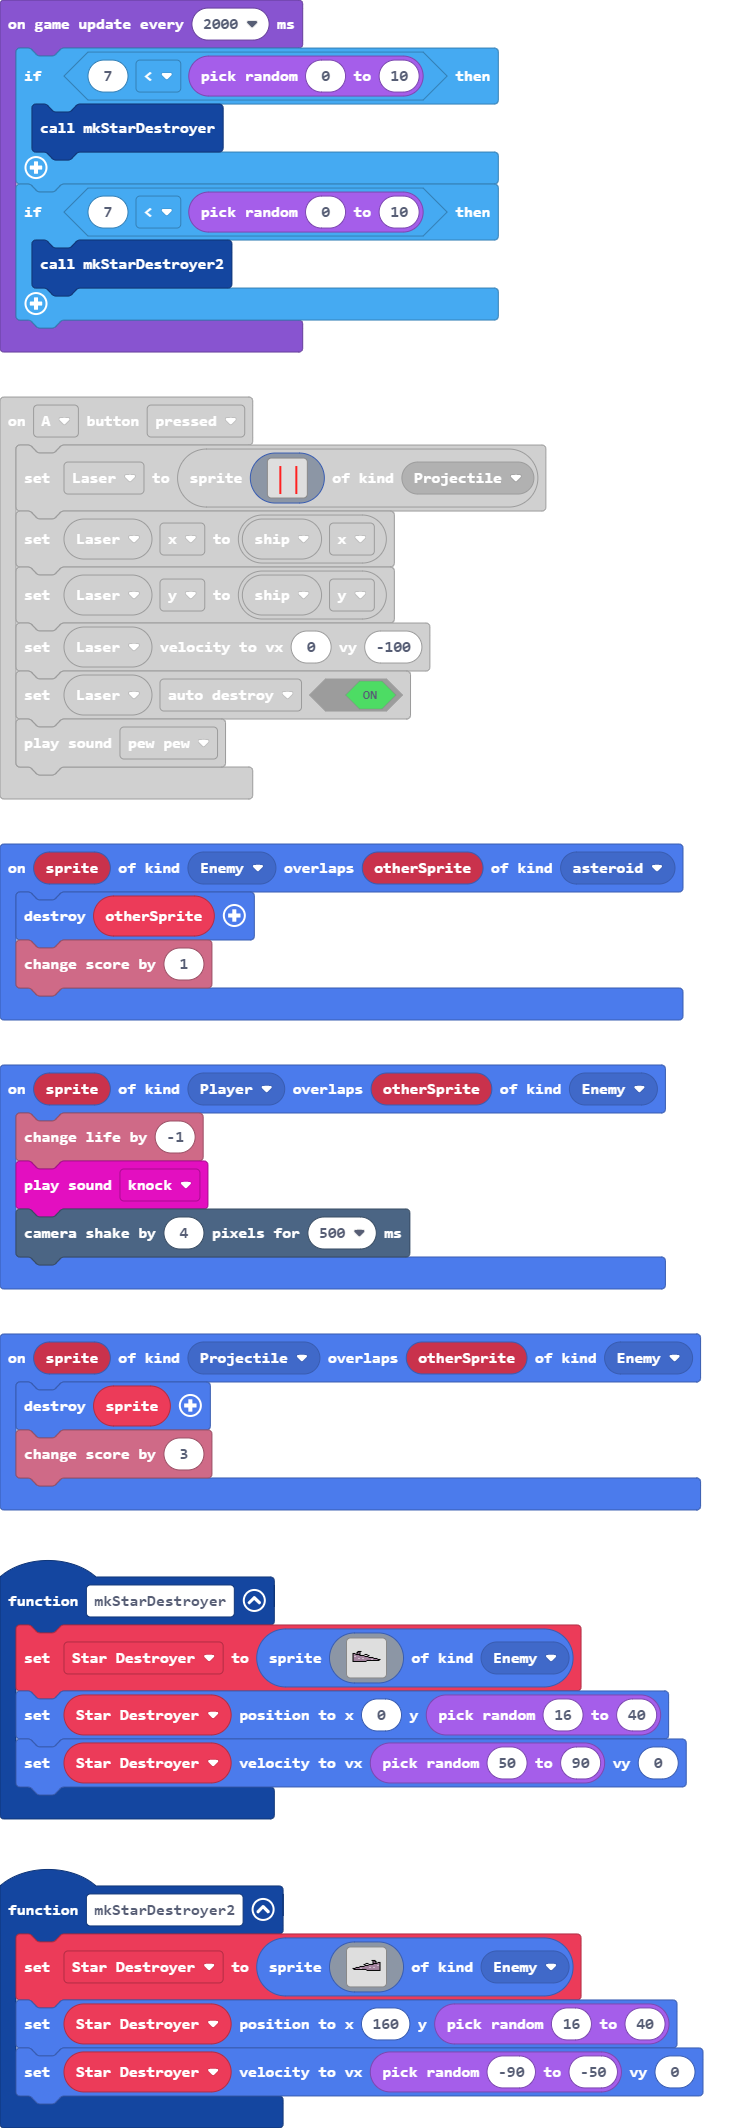 on game update every 2000 ms
if 7 < pick random 0 to 10 then
call mkStarDestroyer
if 7 < pick random 0 to 10 then
call mkStarDestroyer2
on A button pressed
set Laser to sprite of kind Projectile
set Laser x to ship x
set Laser y to ship y
set Laser velocity to vx 0 vy -100
set Laser auto destroy ON
play sound pew pew
on sprite of kind Enemy overlaps otherSprite of kind asteroid
destroy otherSprite
change score by 1
on sprite of kind Player overlaps otherSprite of kind Enemy
change life by -1
play sound knock
camera shake by 4 pixels for 500 ms
on sprite of kind Projectile overlaps otherSprite of kind Enemy
destroy sprite
change score by 3
function mkStarDestroyer
set Star Destroyer to sprite of kind Enemy
set Star Destroyer position to x 0 y pick random 16 to 40
set Star Destroyer velocity to vx pick random 50 to 90 vy 0
function mkStarDestroyer2
set Star Destroyer to sprite of kind Enemy
set Star Destroyer position to x 160 y pick random 16 to 40
set Star Destroyer velocity to vx pick random -90 to -50 vy 0